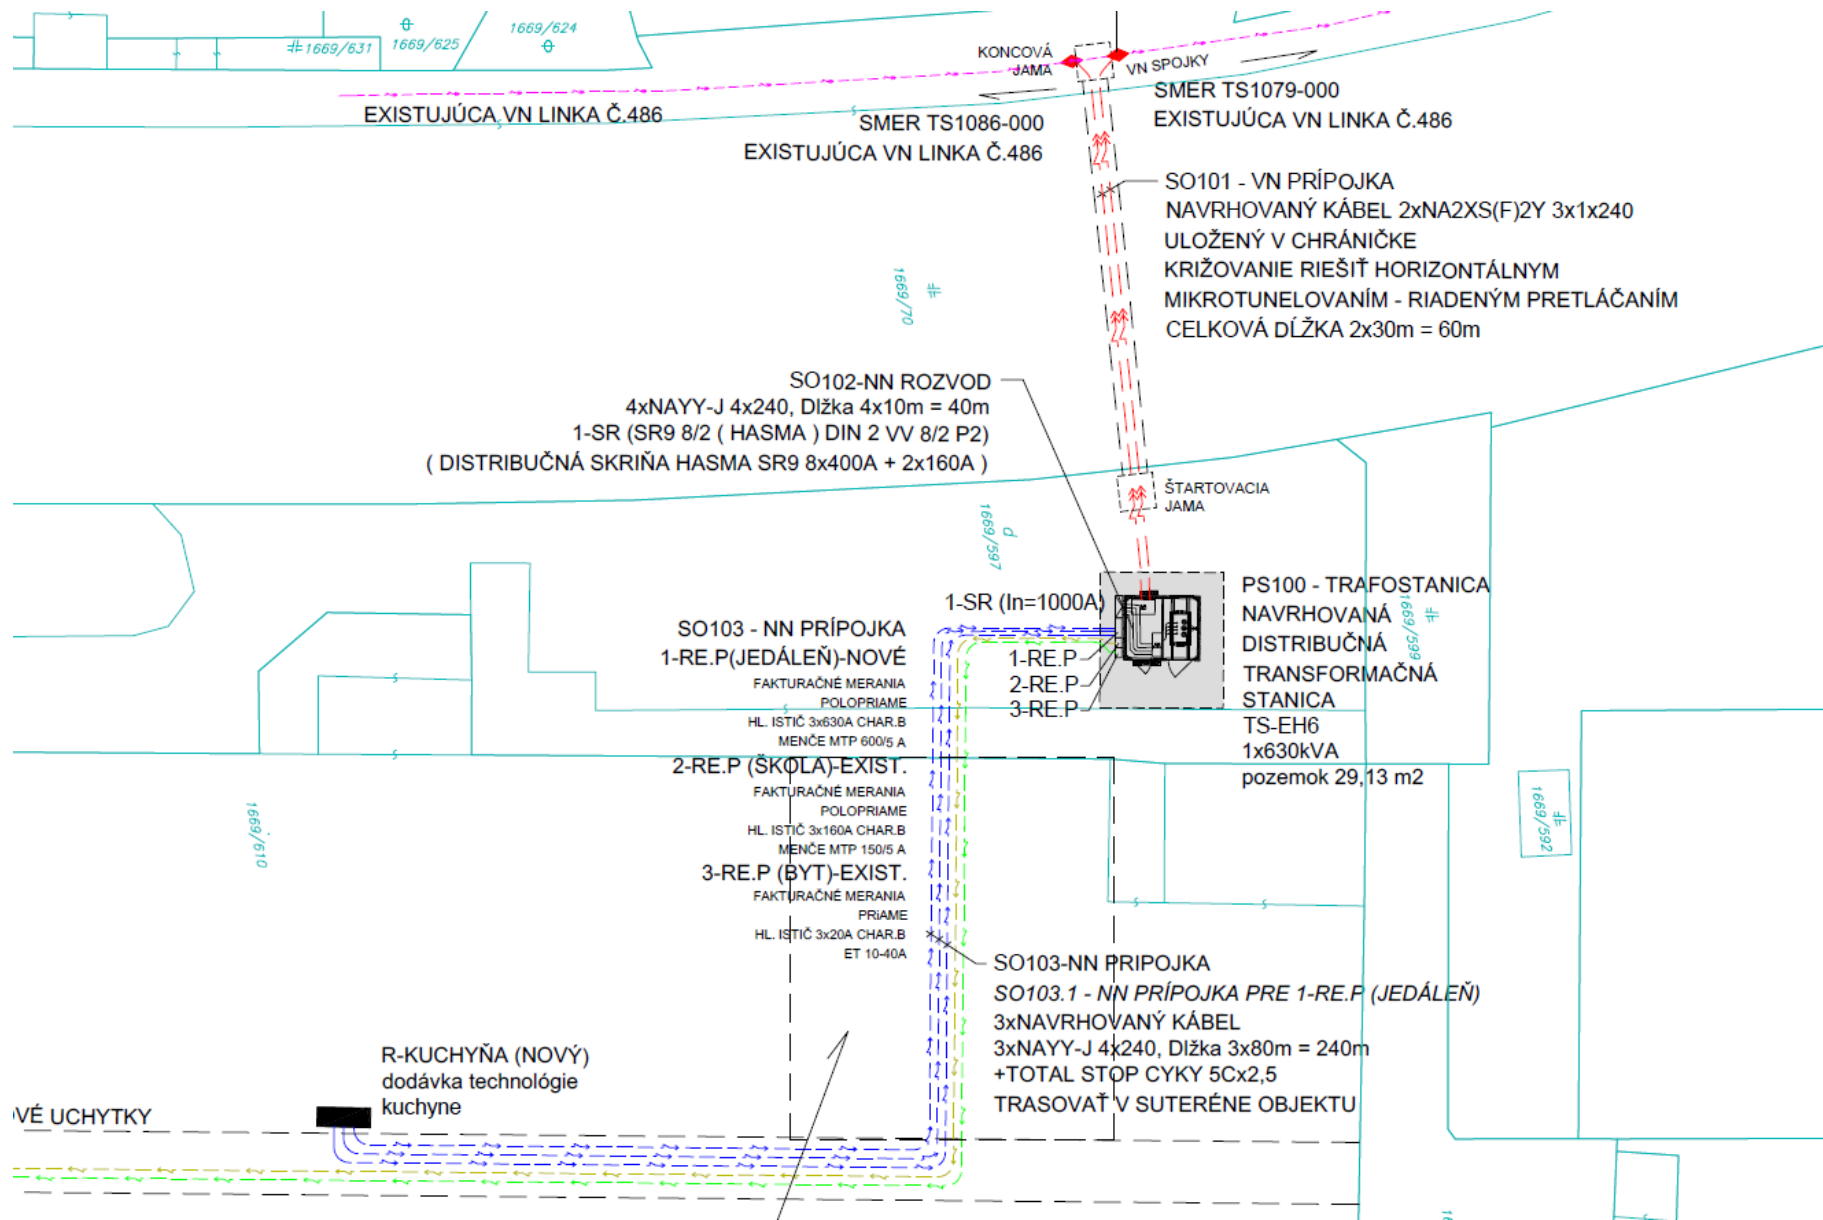 1669/631
1669/625
1669/624
KONCOVÁ
JAMA
VN SPOJKY
EXISTUJÚCA VN LINKA Č.486
SMER TS1086-000
EXISTUJÚCA VN LINKA Č.486
SMER TS1079-000
EXISTUJÚCA VN LINKA Č.486
SO101 - VN PRÍPOJKA
NAVRHOVANÝ KÁBEL 2xNA2XS(F)2Y 3x1x240
ULOŽENÝ V CHRÁNIČKE
KRIŽOVANIE RIEŠIŤ HORIZONTÁLNYM
MIKROTUNELOVANÍM - RIADENÝM PRETLÁČANÍM
CELKOVÁ DĹŽKA 2x30m = 60m
1669/70
SO102-NN ROZVOD
4xNAYY-J 4x240, Dlžka 4x10m = 40m
1-SR (SR9 8/2 ( HASMA ) DIN 2 VV 8/2 P2)
( DISTRIBUČNÁ SKRIŇA HASMA SR9 8x400A + 2x160A )
ŠTARTOVACIA
JAMA
1669/597
d
1-SR (In=1000A)
1-RE.P
2-RE.P
3-RE.P
PS100 - TRAFOSTANICA
NAVRHOVANÁ
DISTRIBUČNÁ
TRANSFORMAČNÁ
STANICA
TS-EH6
1x630kVA
pozemok 29,13 m2
1669/599
SO103 - NN PRÍPOJKA
1-RE.P(JEDÁLEŇ)-NOVÉ
FAKTURAČNÉ MERANIA
POLOPRIAME
HL. ISTIČ 3x630A CHAR.B
MENČE MTP 600/5 A
2-RE.P (ŠKOLA)-EXIST.
FAKTURAČNÉ MERANIA
POLOPRIAME
HL. ISTIČ 3x160A CHAR.B
MENČE MTP 150/5 A
3-RE.P (BYT)-EXIST.
FAKTURAČNÉ MERANIA
PRiAME
HL. ISTIČ 3x20A CHAR.B
ET 10-40A
1669/610
1669/592
SO103-NN PRIPOJKA
SO103.1 - NN PRÍPOJKA PRE 1-RE.P (JEDÁLEŇ)
3xNAVRHOVANÝ KÁBEL
3xNAYY-J 4x240, Dlžka 3x80m = 240m
+TOTAL STOP CYKY 5Cx2,5
TRASOVAŤ V SUTERÉNE OBJEKTU
R-KUCHYŇA (NOVÝ)
dodávka technológie
kuchyne
OVÉ UCHYTKY